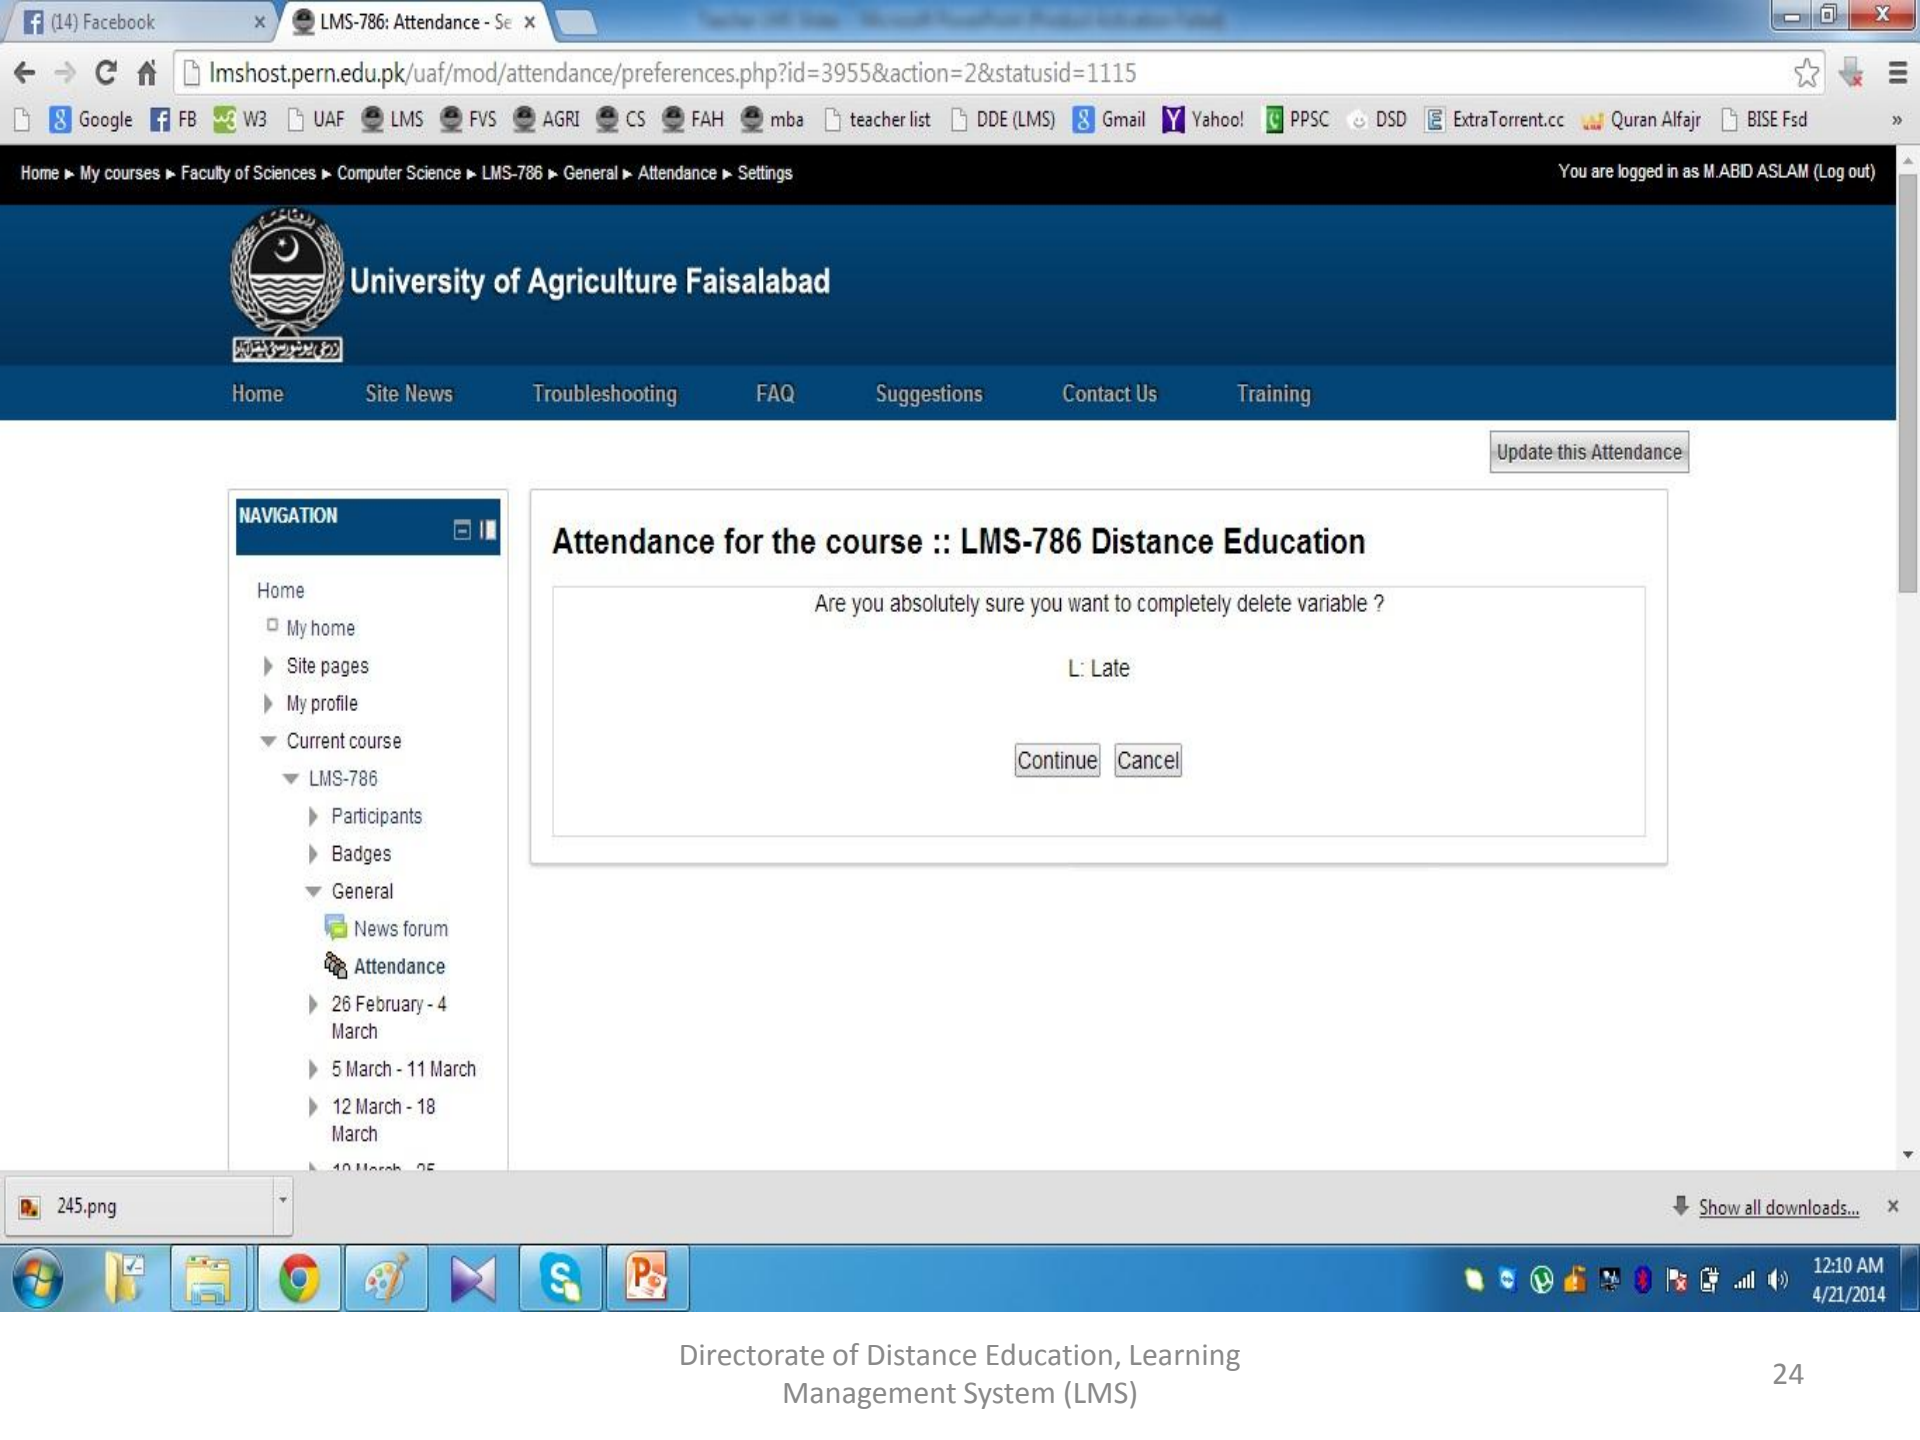 (14) Facebook
LMS-786: Attendance - Se
lmshost.pern.edu.pk/uaf/mod/attendance/preferences.php?id=3955&action=2&statusid=1115
Google FB W3 UAF LMS FVS AGRI CS FAH mba teacher list DDE (LMS) Gmail Yahoo! PPSC DSD ExtraTorrent.cc Quran Alfajr BISE Fsd »
Home ► My courses ► Faculty of Sciences ► Computer Science ► LMS-786 ► General ► Attendance ► Settings
You are logged in as M.ABID ASLAM (Log out)
University of Agriculture Faisalabad
Home Site News Troubleshooting FAQ Suggestions Contact Us Training
Update this Attendance
NAVIGATION
Home
My home
Site pages
My profile
Current course
LMS-786
Participants
Badges
General
News forum
Attendance
26 February - 4
March
5 March - 11 March
12 March - 18
March
Attendance for the course :: LMS-786 Distance Education
Are you absolutely sure you want to completely delete variable ?
L: Late
Continue Cancel
245.png
Show all downloads...
12:10 AM
4/21/2014
Directorate of Distance Education, Learning
Management System (LMS)
24